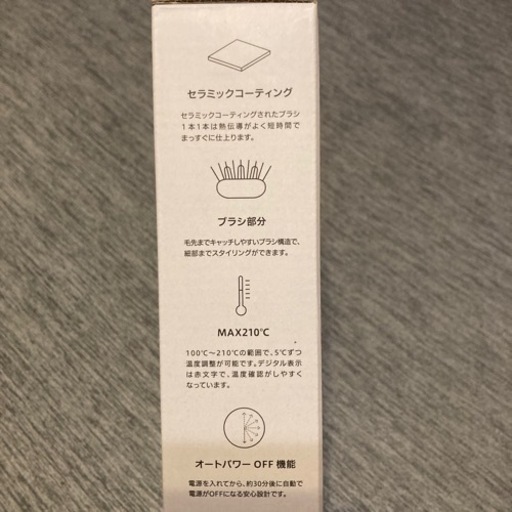 セラミックコーティング
セラミックコーティングされたブラシ
1本1本は熱伝導がよく短時間で
まっすぐに仕上ります。
ブラシ部分
毛先までキャッチしやすいブラシ構造で、
細部までスタイリングができます。
MAX210℃
100℃〜210℃の範囲で、5℃ずつ
温度調整が可能です。デジタル表示
は赤文字で、温度確認がしやすく
なっています。
オートパワー OFF 機能
電源を入れてから、約30分後に自動で
電源がOFFになる安心設計です。